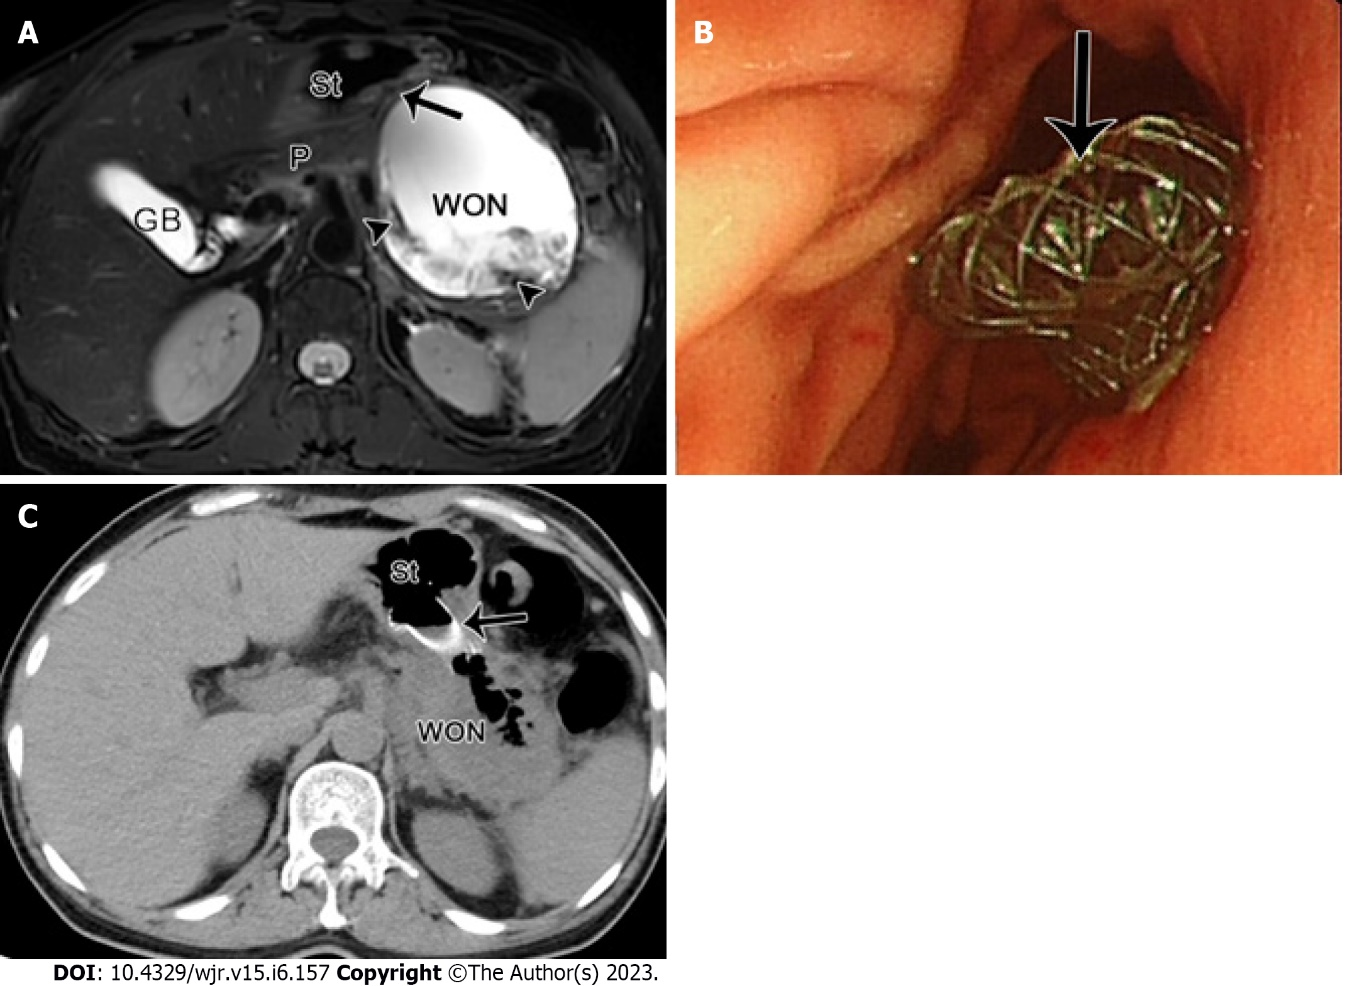 A
St
P
GB
WON
B
C
St
WON
DOI: 10.4329/wjr.v15.i6.157 Copyright ©The Author(s) 2023.